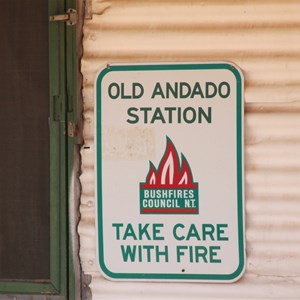 OLD ANDADO
STATION
BUSHFIRES
COUNCIL N.T.
TAKE CARE
WITH FIRE